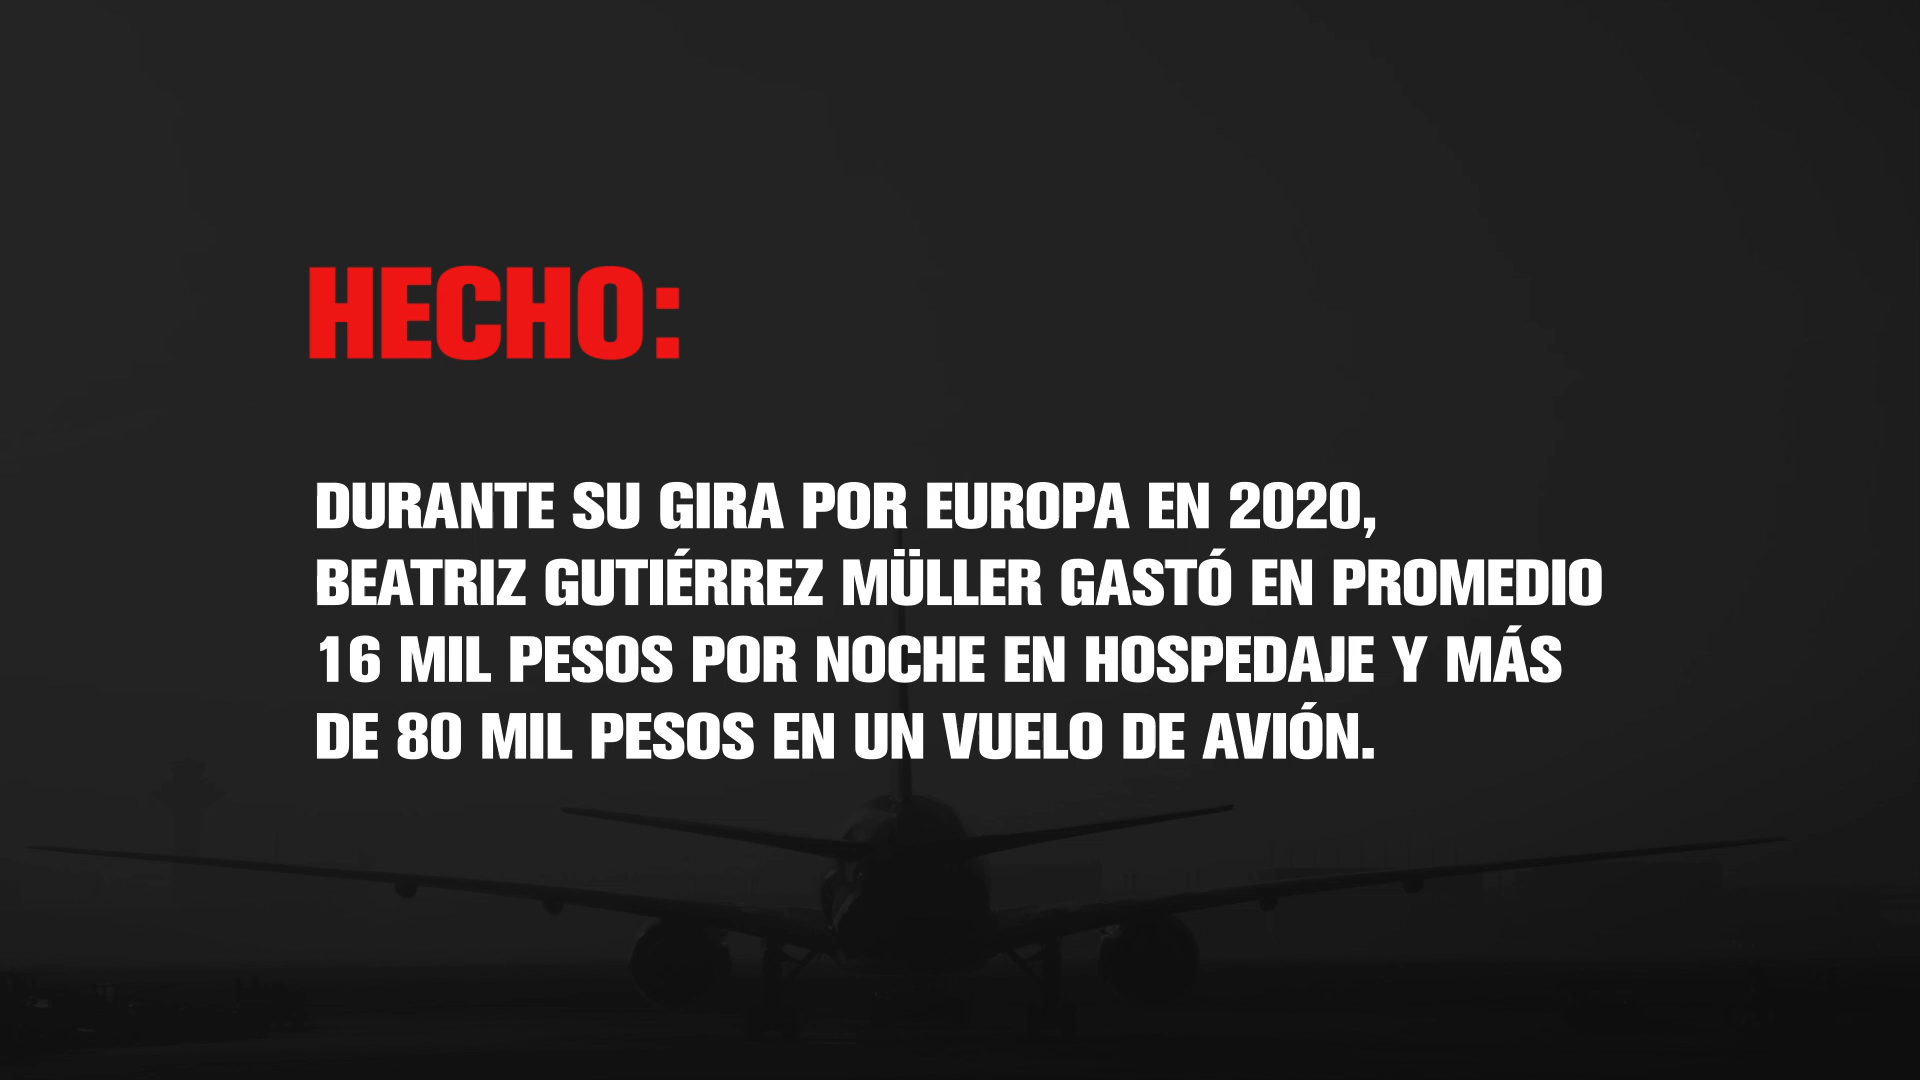 HECHO:
DURANTE SU GIRA POR EUROPA EN 2020,
BEATRIZ GUTIÉRREZ MÜLLER GASTÓ EN PROMEDIO
16 MIL PESOS POR NOCHE EN HOSPEDAJE Y MÁS
DE 80 MIL PESOS EN UN VUELO DE AVIÓN.